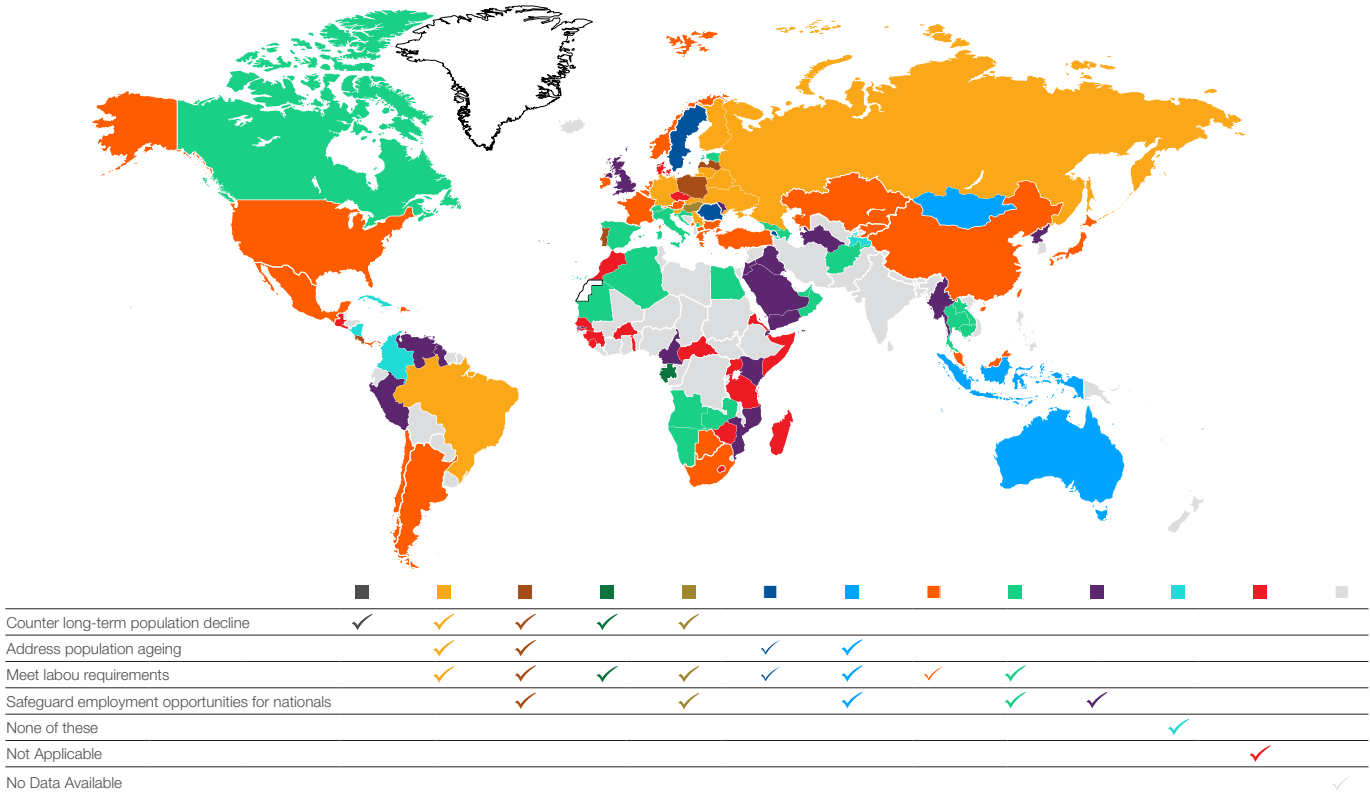 Counter long-term population decline
Address population ageing
Meet labou requirements
Safeguard employment opportunities for nationals
None of these
Not Applicable
No Data Available